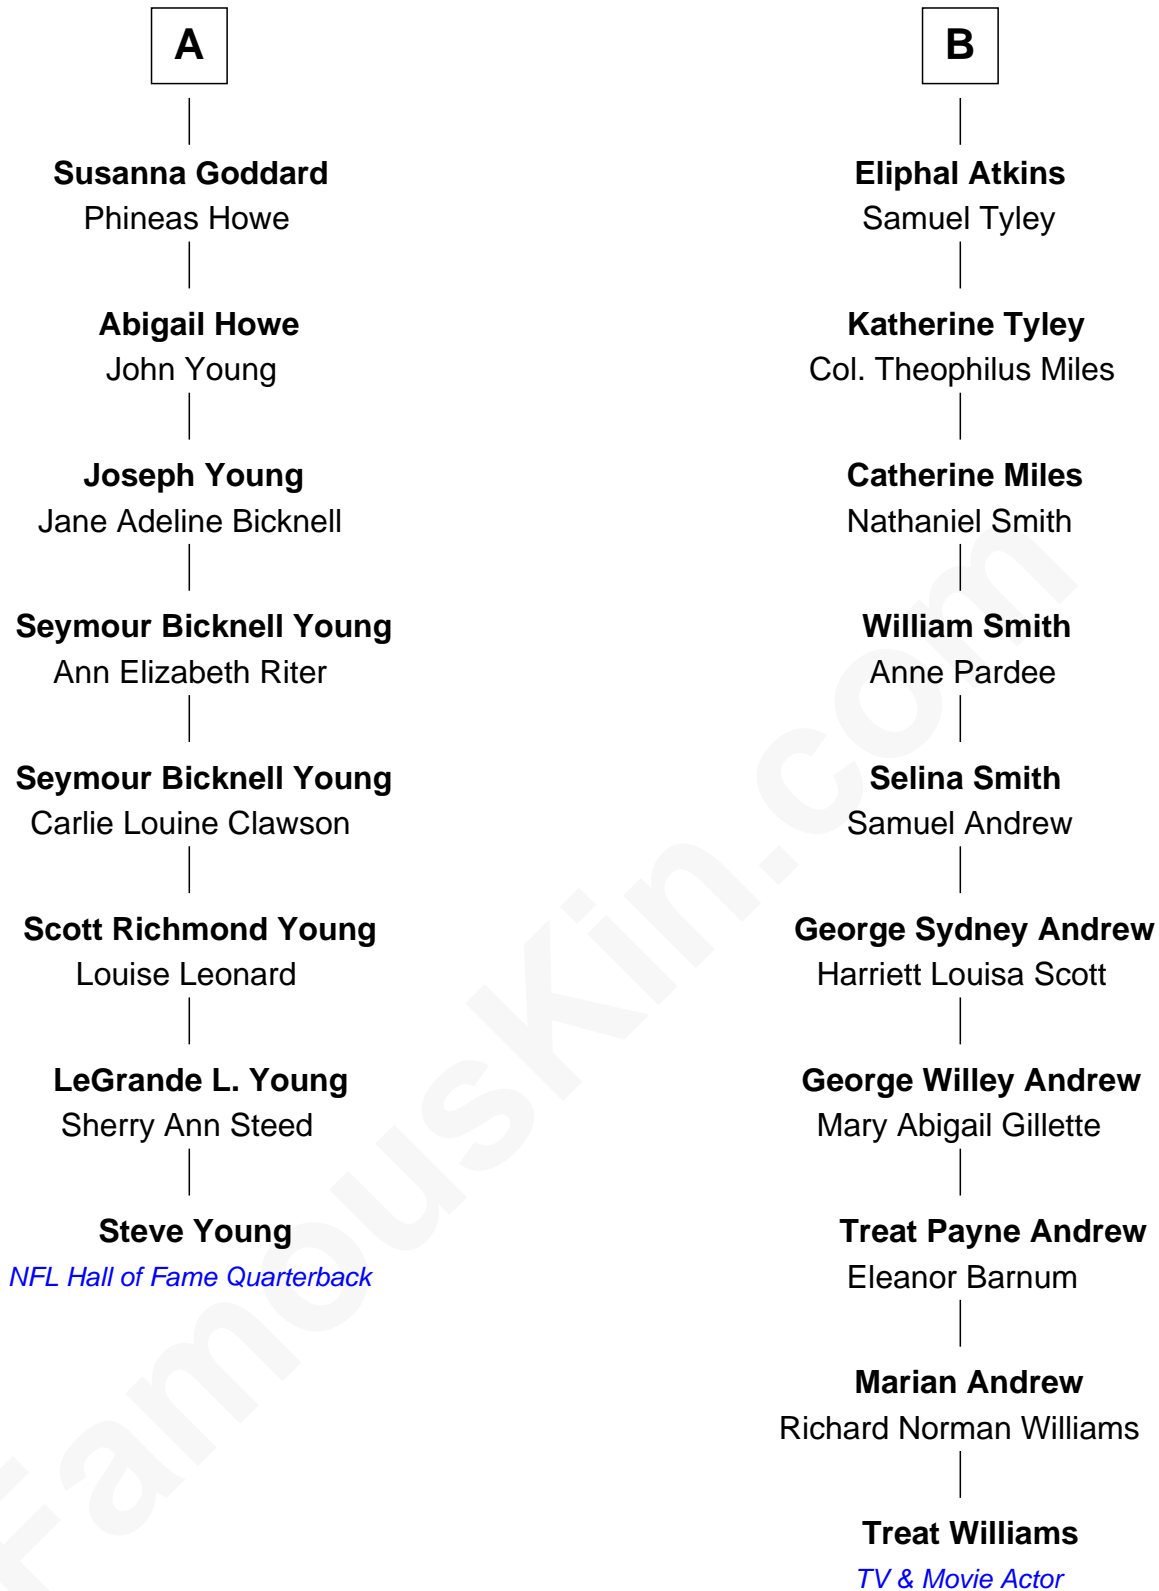 A
Susanna Goddard
Phineas Howe
Abigail Howe
John Young
Joseph Young
Jane Adeline Bicknell
Seymour Bicknell Young
Ann Elizabeth Riter
Seymour Bicknell Young
Carlie Louine Clawson
Scott Richmond Young
Louise Leonard
LeGrande L. Young
Sherry Ann Steed
Steve Young
NFL Hall of Fame Quarterback
B
Eliphal Atkins
Samuel Tyley
Katherine Tyley
Col. Theophilus Miles
Catherine Miles
Nathaniel Smith
William Smith
Anne Pardee
Selina Smith
Samuel Andrew
George Sydney Andrew
Harriett Louisa Scott
George Willey Andrew
Mary Abigail Gillette
Treat Payne Andrew
Eleanor Barnum
Marian Andrew
Richard Norman Williams
Treat Williams
TV & Movie Actor
FamousKin.com